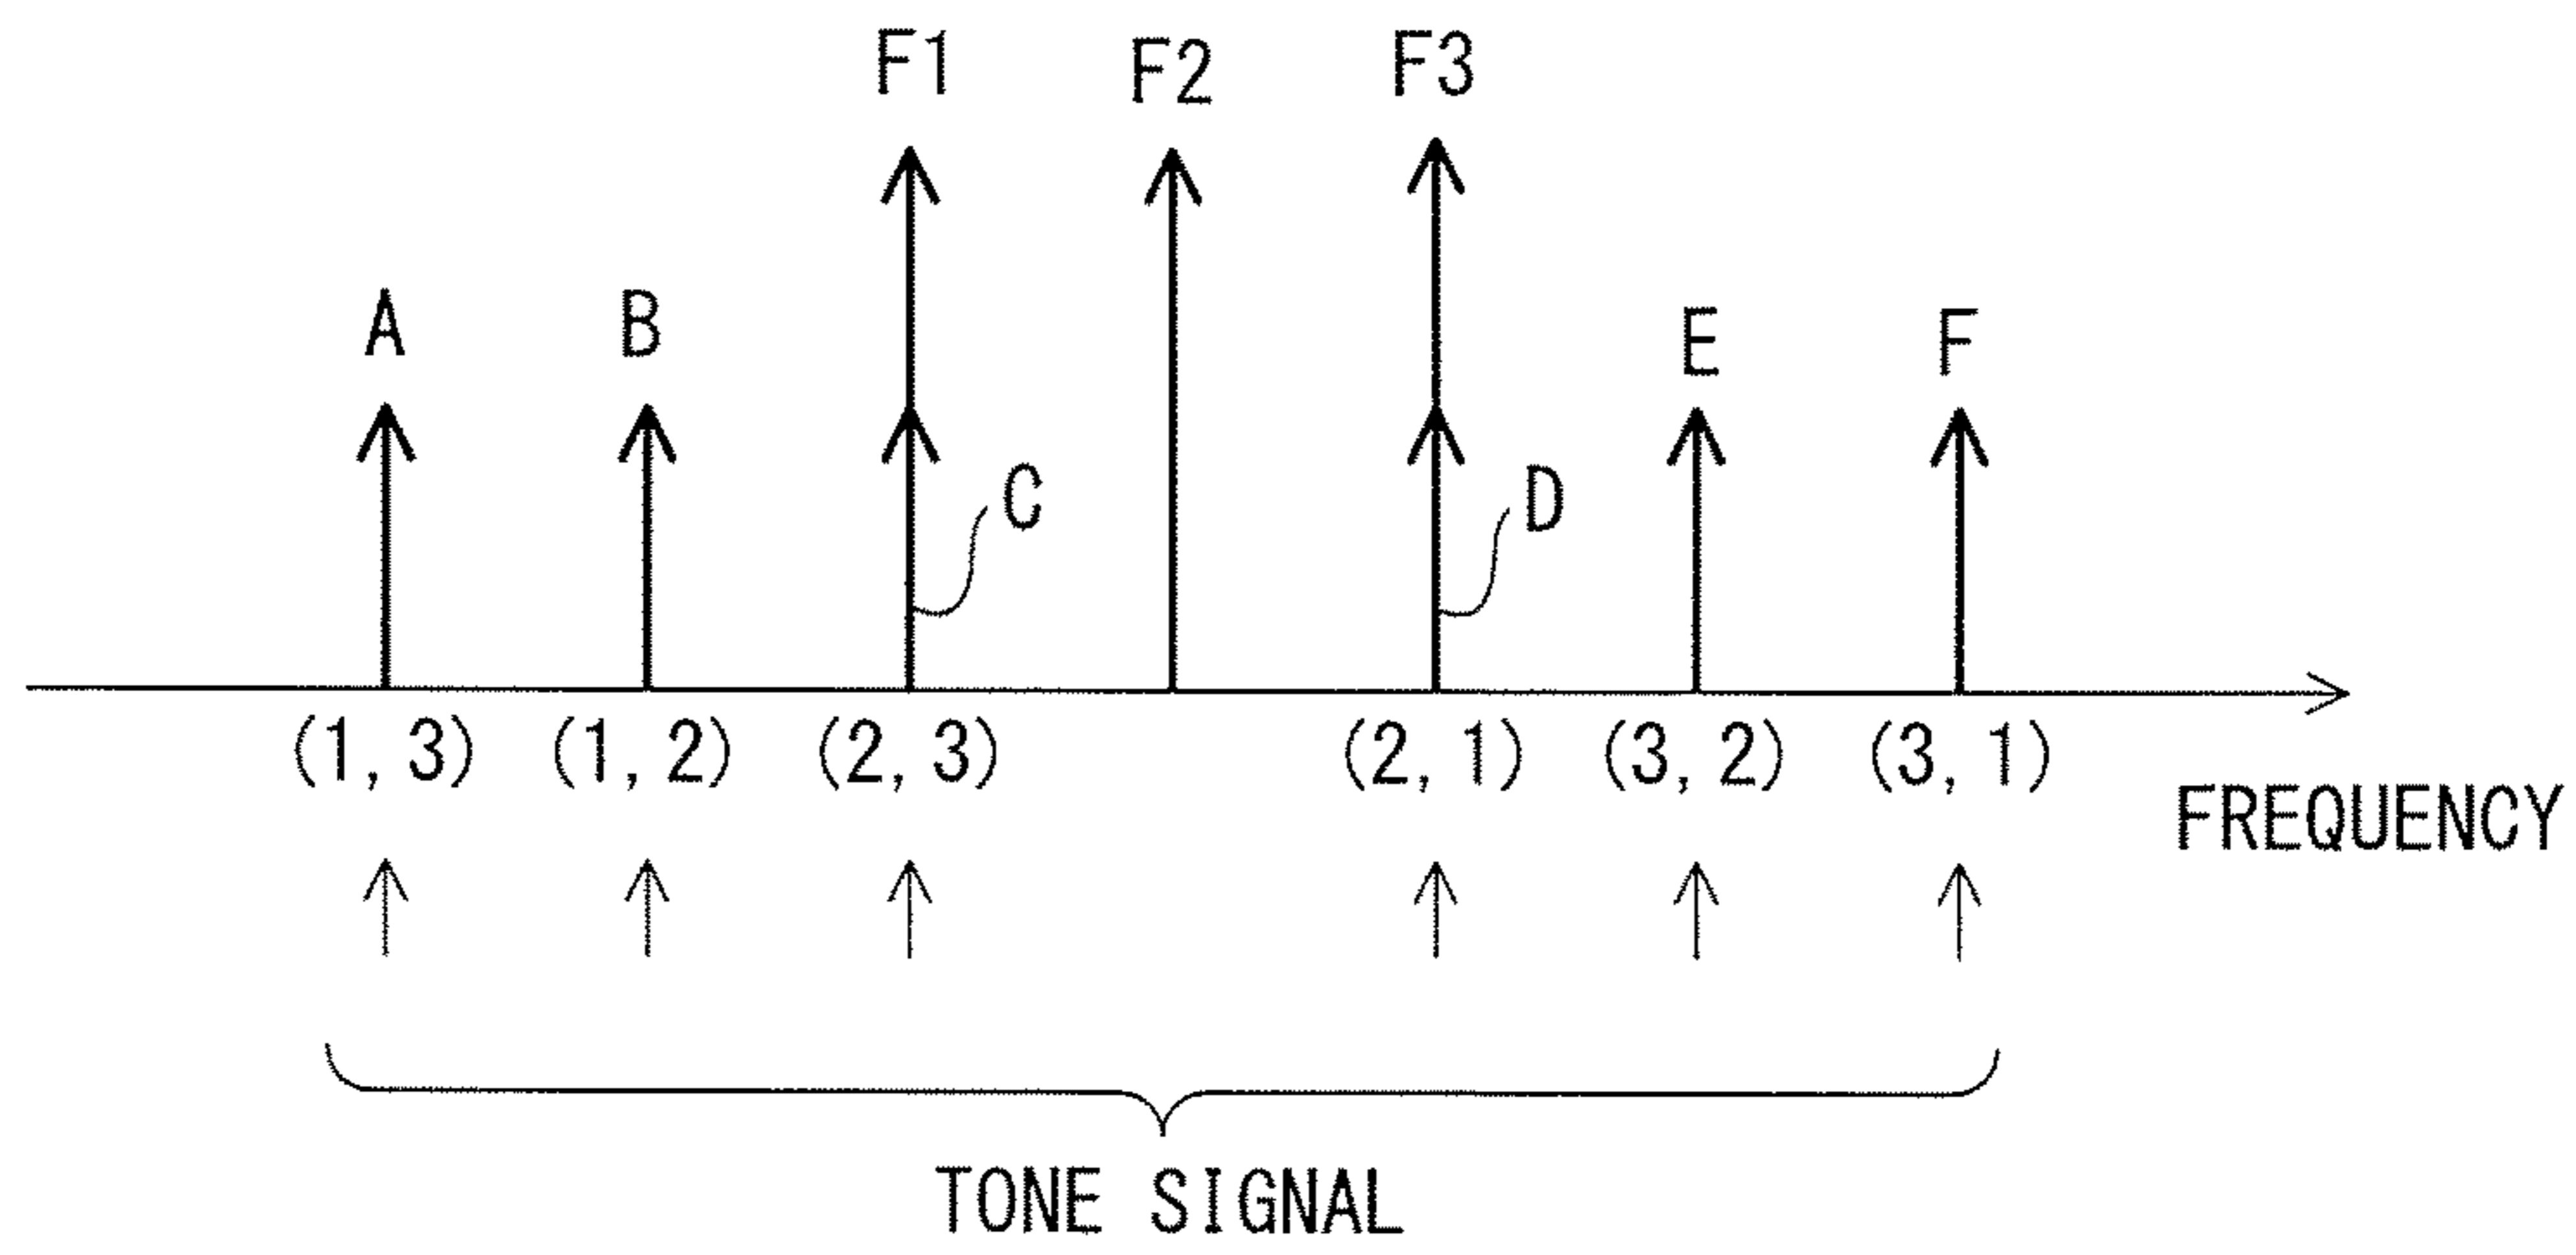 F1 F2 F3
A B E F
C D
(1, 3) (1, 2) (2, 3) (2, 1) (3, 2) (3, 1)
FREQUENCY
TONE SIGNAL